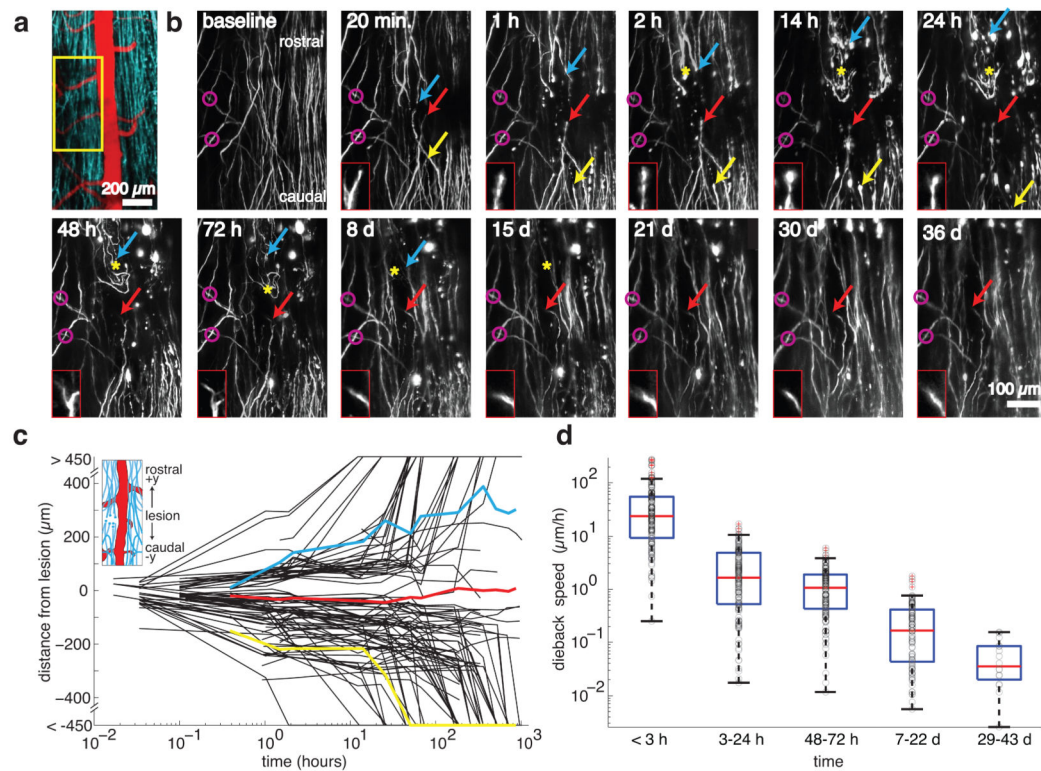 a
200 µm
b
baseline
rostral
caudal
20 min.
1 h
2 h
14 h
24 h
*
*
*
48 h
72 h
8 d
15 d
21 d
30 d
36 d
*
*
*
*
100 µm
c
distance from lesion (µm)
> 450
400
200
0
−200
−400
< -450
rostral
+y
lesion
caudal
-y
10⁻²
10⁻¹
10⁰
10¹
10²
10³
time (hours)
d
dieback speed (µm/h)
10²
10¹
10⁰
10⁻¹
10⁻²
< 3 h
3-24 h
48-72 h
7-22 d
29-43 d
time